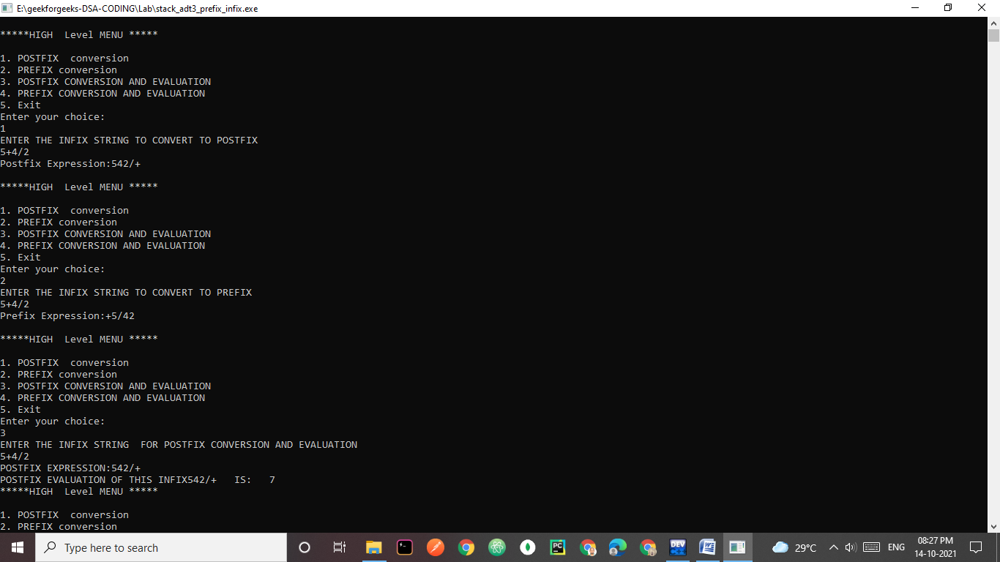 E:\geekforgeeks-DSA-CODING\Lab\stack_adt3_prefix_infix.exe
*****HIGH  Level MENU *****
1. POSTFIX  conversion
2. PREFIX conversion
3. POSTFIX CONVERSION AND EVALUATION
4. PREFIX CONVERSION AND EVALUATION
5. Exit
Enter your choice:
1
ENTER THE INFIX STRING TO CONVERT TO POSTFIX
5+4/2
Postfix Expression:542/+
*****HIGH  Level MENU *****
1. POSTFIX  conversion
2. PREFIX conversion
3. POSTFIX CONVERSION AND EVALUATION
4. PREFIX CONVERSION AND EVALUATION
5. Exit
Enter your choice:
2
ENTER THE INFIX STRING TO CONVERT TO PREFIX
5+4/2
Prefix Expression:+5/42
*****HIGH  Level MENU *****
1. POSTFIX  conversion
2. PREFIX conversion
3. POSTFIX CONVERSION AND EVALUATION
4. PREFIX CONVERSION AND EVALUATION
5. Exit
Enter your choice:
3
ENTER THE INFIX STRING  FOR POSTFIX CONVERSION AND EVALUATION
5+4/2
POSTFIX EXPRESSION:542/+
POSTFIX EVALUATION OF THIS INFIX542/+   IS:   7
*****HIGH  Level MENU *****
1. POSTFIX  conversion
2. PREFIX conversion
Type here to search
PC
DEV
29°C
ENG
08:27 PM
14-10-2021